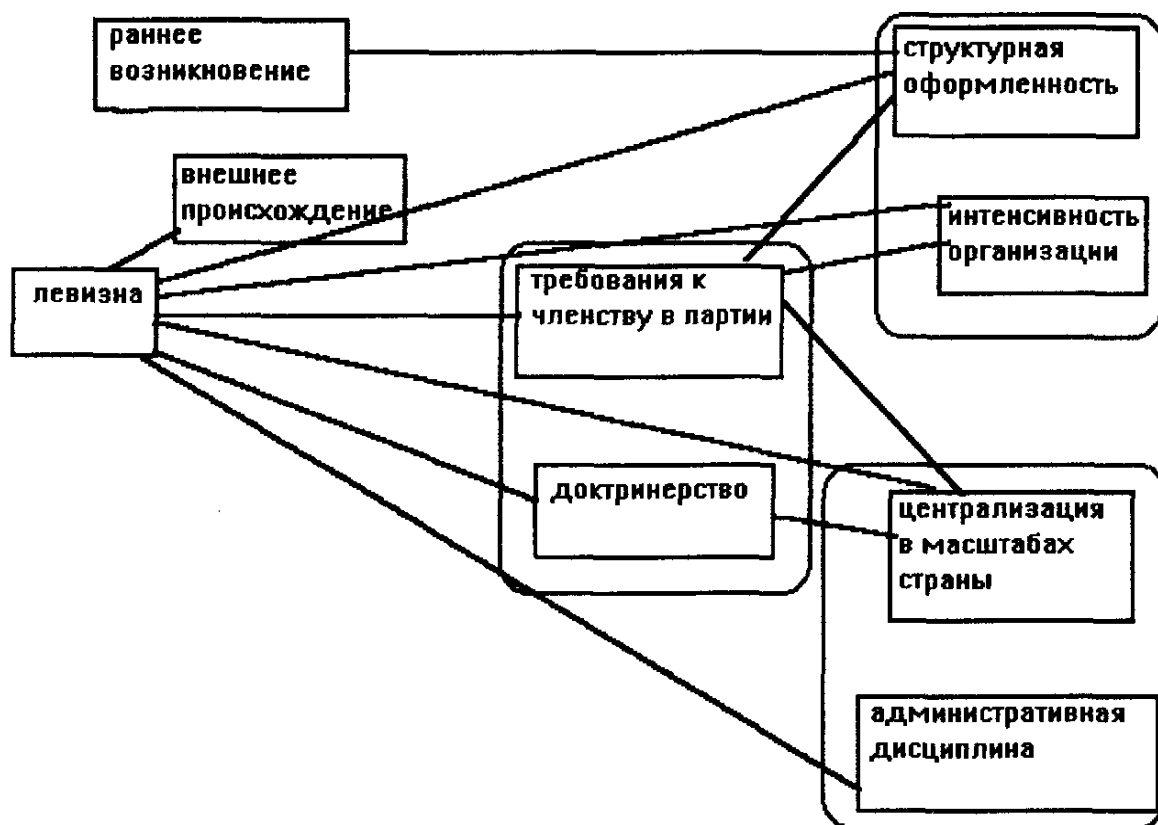 раннее
возникновение
структурная
оформленность
внешнее
происхождение
интенсивность
организации
левизна
требования к
членству в партии
доктринерство
централизация
в масштабах
страны
административная
дисциплина